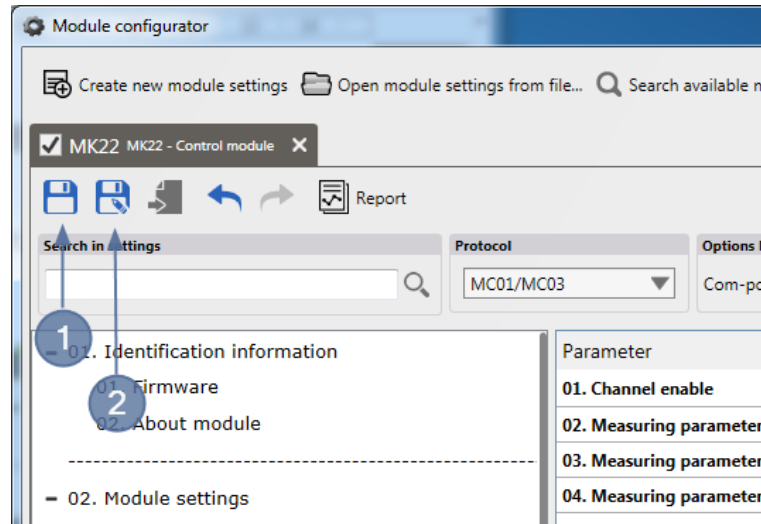 Module configurator
Create new module settings Open module settings from file... Search available
MK22 MK22 - Control module
Report
Search in settings Protocol Options
MC01/MC03 Com-po
1
01. Identification information Parameter
01. Firmware 01. Channel enable
2
02. About module 02. Measuring parameter
03. Measuring parameter
02. Module settings 04. Measuring parameter